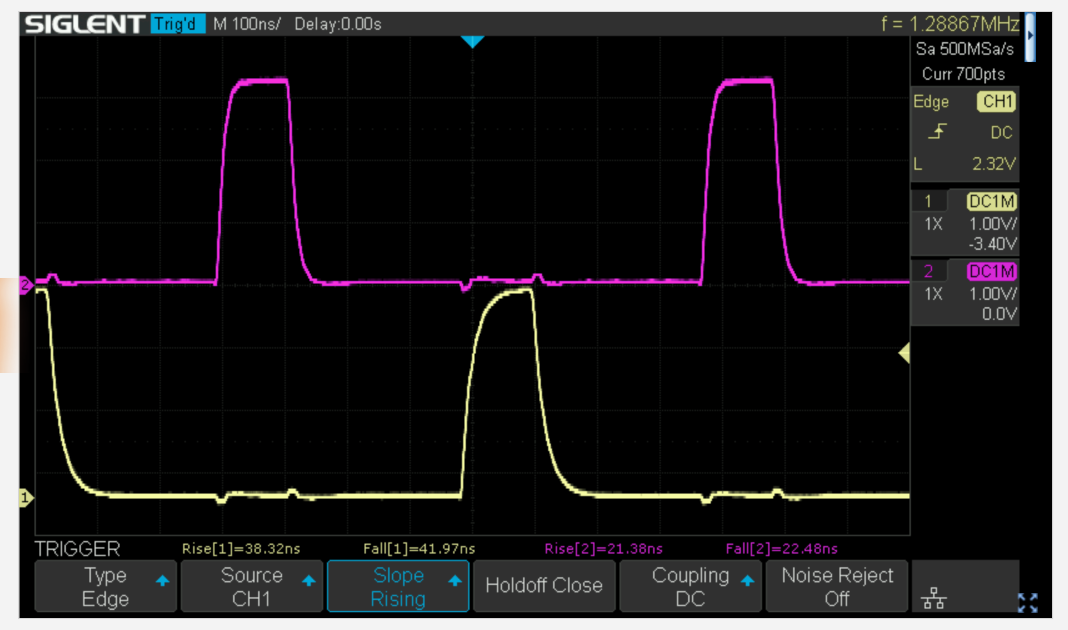 SIGLENT Trig'd M 100ns/ Delay:0.00s f = 1.28867MHz
Sa 500MSa/s
Curr 700pts
Edge CH1
DC
L 2.32V
1 DC1M
1X 1.00V/
-3.40V
2 DC1M
1X 1.00V/
0.0V
2
1
TRIGGER Rise[1]=38.32ns Fall[1]=41.97ns Rise[2]=21.38ns Fall[2]=22.48ns
Type
Edge
Source
CH1
Slope
Rising
Holdoff Close
Coupling
DC
Noise Reject
Off